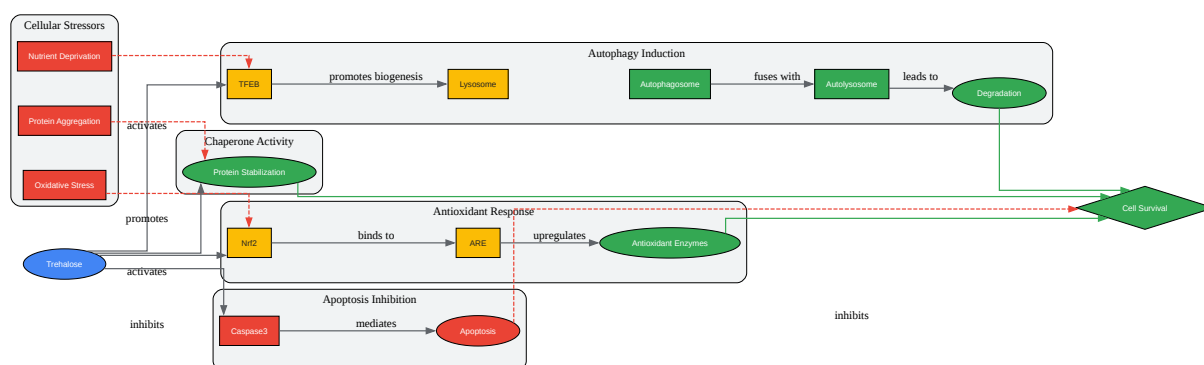 Cellular Stressors
Nutrient Deprivation
Protein Aggregation
Oxidative Stress
Autophagy Induction
TFEB
promotes biogenesis
Lysosome
Autophagosome
fuses with
Autolysosome
leads to
Degradation
activates
Chaperone Activity
Protein Stabilization
promotes
Antioxidant Response
Nrf2
binds to
ARE
upregulates
Antioxidant Enzymes
Cell Survival
Trehalose
activates
Apoptosis Inhibition
inhibits
Caspase3
mediates
Apoptosis
inhibits